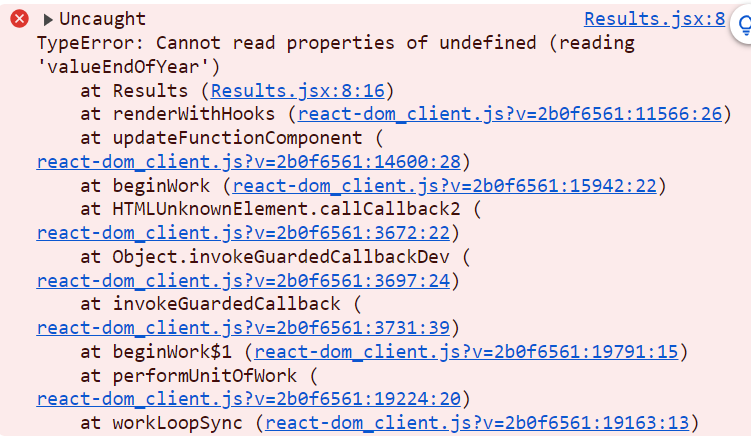 Uncaught Results.jsx:8
TypeError: Cannot read properties of undefined (reading
'valueEndOfYear')
at Results (Results.jsx:8:16)
at renderWithHooks (react-dom_client.js?v=2b0f6561:11566:26)
at updateFunctionComponent (
react-dom_client.js?v=2b0f6561:14600:28)
at beginWork (react-dom_client.js?v=2b0f6561:15942:22)
at HTMLUnknownElement.callCallback2 (
react-dom_client.js?v=2b0f6561:3672:22)
at Object.invokeGuardedCallbackDev (
react-dom_client.js?v=2b0f6561:3697:24)
at invokeGuardedCallback (
react-dom_client.js?v=2b0f6561:3731:39)
at beginWork$1 (react-dom_client.js?v=2b0f6561:19791:15)
at performUnitOfWork (
react-dom_client.js?v=2b0f6561:19224:20)
at workLoopSync (react-dom_client.js?v=2b0f6561:19163:13)